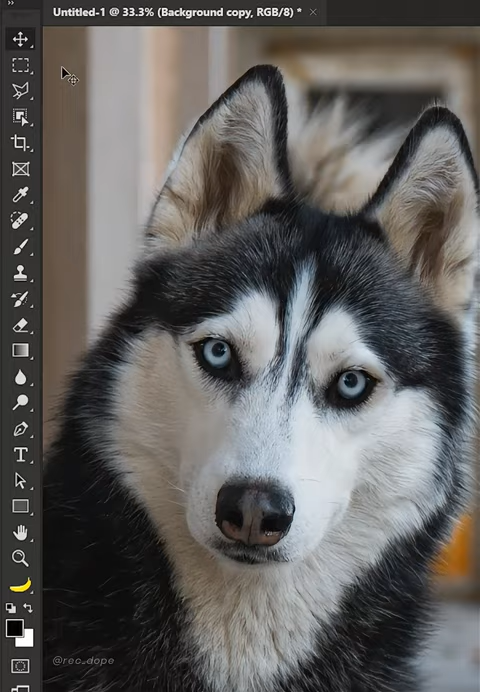 Untitled-1 @ 33.3% (Background copy, RGB/8) *
@rec_dope